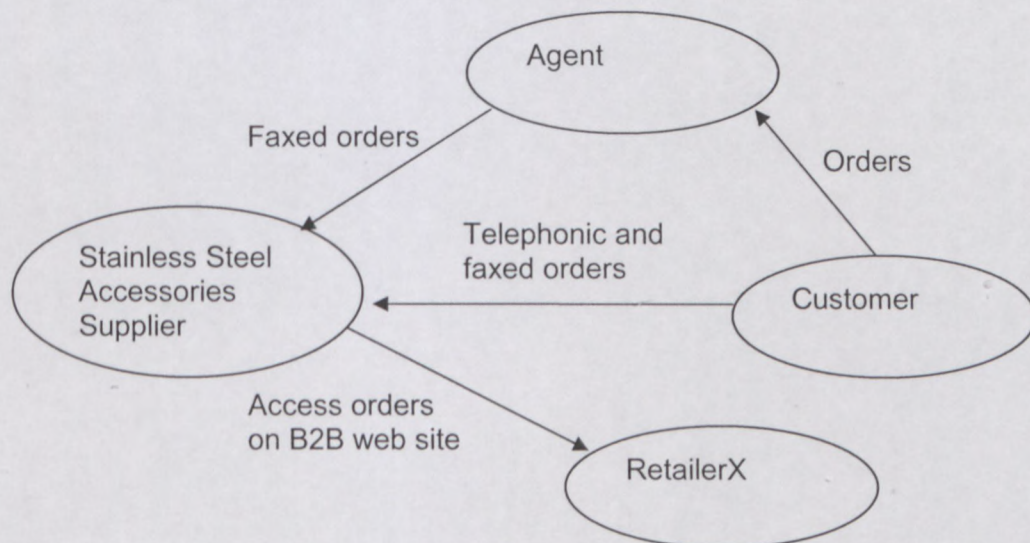 Agent
Faxed orders
Orders
Telephonic and
faxed orders
Stainless Steel
Accessories
Supplier
Customer
Access orders
on B2B web site
RetailerX